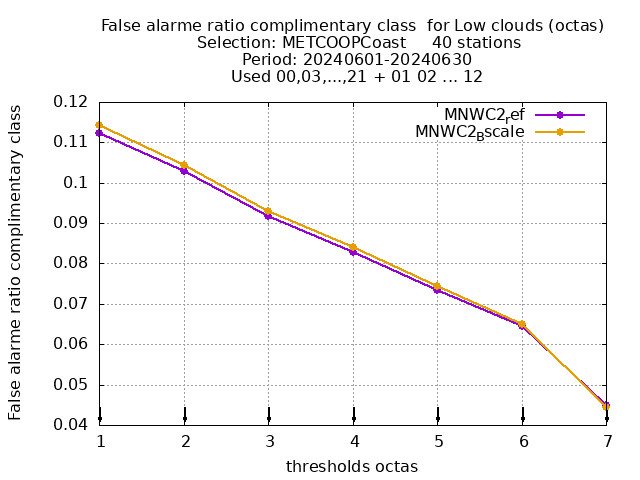 False alarme ratio complimentary class  for Low clouds (octas)
Selection: METCOOPCoast     40 stations
Period: 20240601-20240630
Used 00,03,...,21 + 01 02 ... 12
MNWC2ref
MNWC2Bscale
False alarme ratio complimentary class
0.12
0.11
0.1
0.09
0.08
0.07
0.06
0.05
0.04
1 2 3 4 5 6 7
thresholds octas